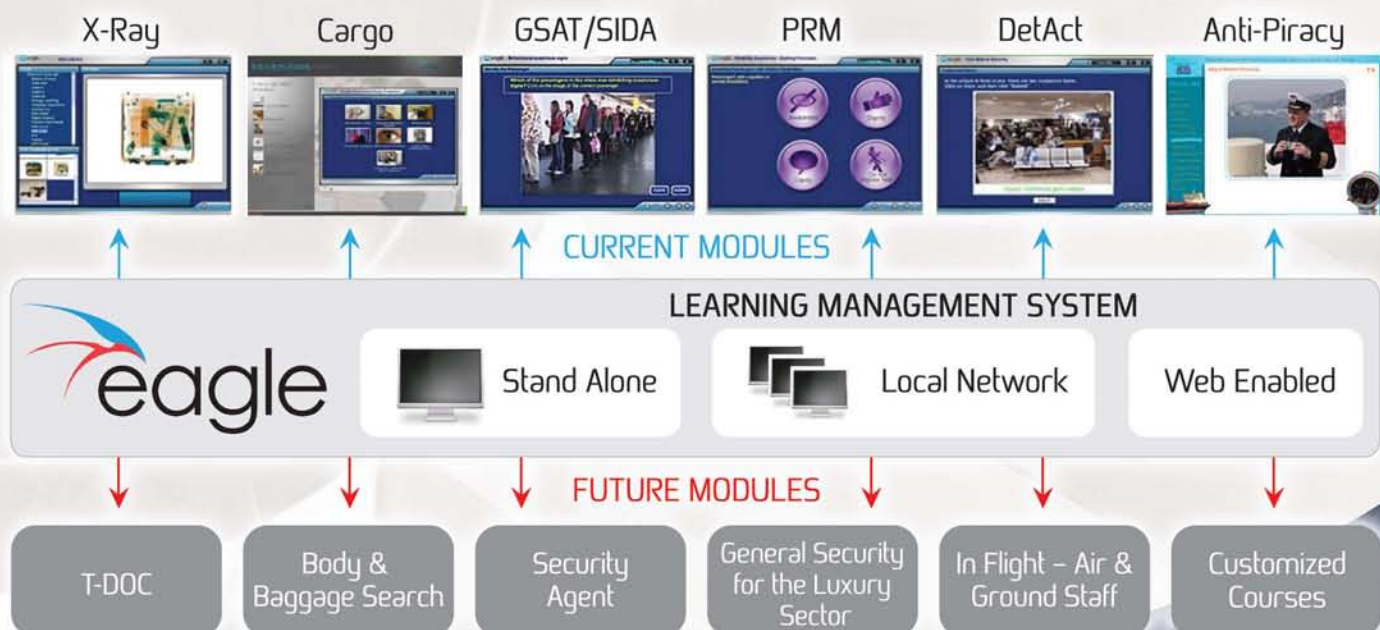 X-Ray
Cargo
GSAT/SIDA
PRM
DetAct
Anti-Piracy
CURRENT MODULES
LEARNING MANAGEMENT SYSTEM
eagle
Stand Alone
Local Network
Web Enabled
FUTURE MODULES
T-DOC
Body &
Baggage Search
Security
Agent
General Security
for the Luxury
Sector
In Flight – Air &
Ground Staff
Customized
Courses